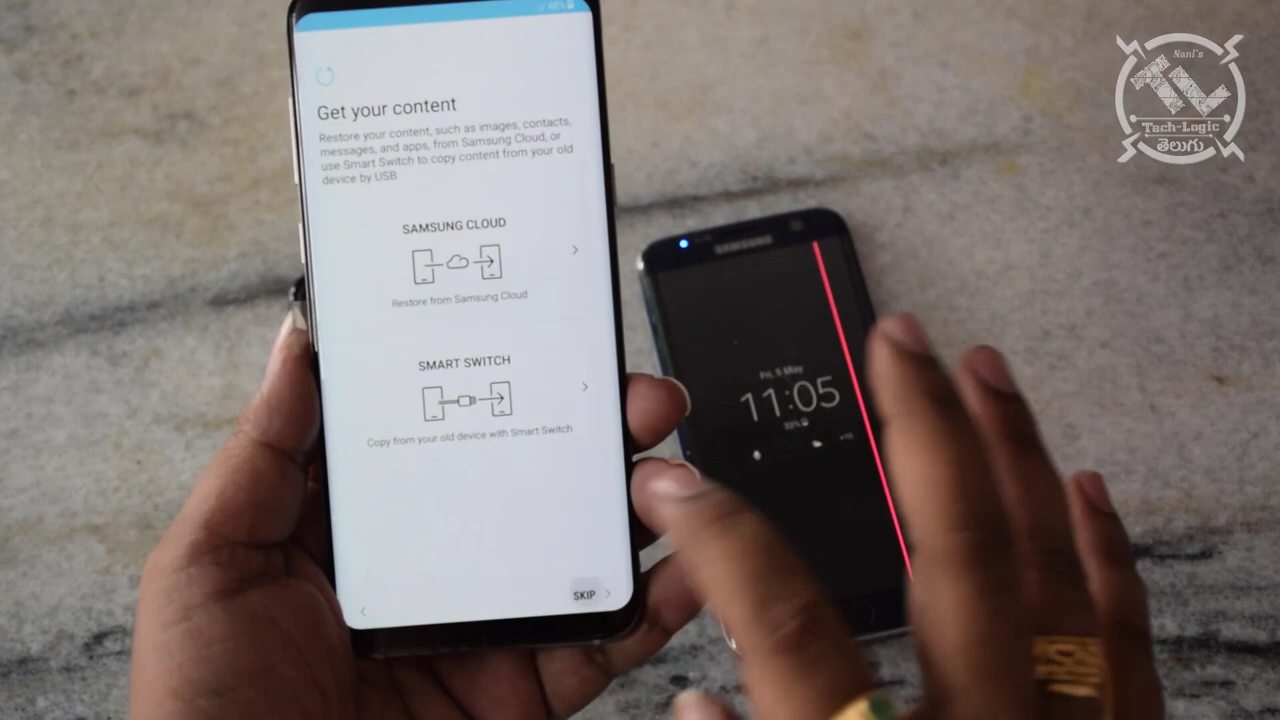 Get your content
Restore your content, such as images, contacts,
messages, and apps, from Samsung Cloud, or
use Smart Switch to copy content from your old
device by USB.
SAMSUNG CLOUD
Restore from Samsung Cloud
SMART SWITCH
Copy from your old device with Smart Switch
SKIP
SAMSUNG
Fri, 5 May
11:05
Nani's
Tech-Logic
తెలుగు